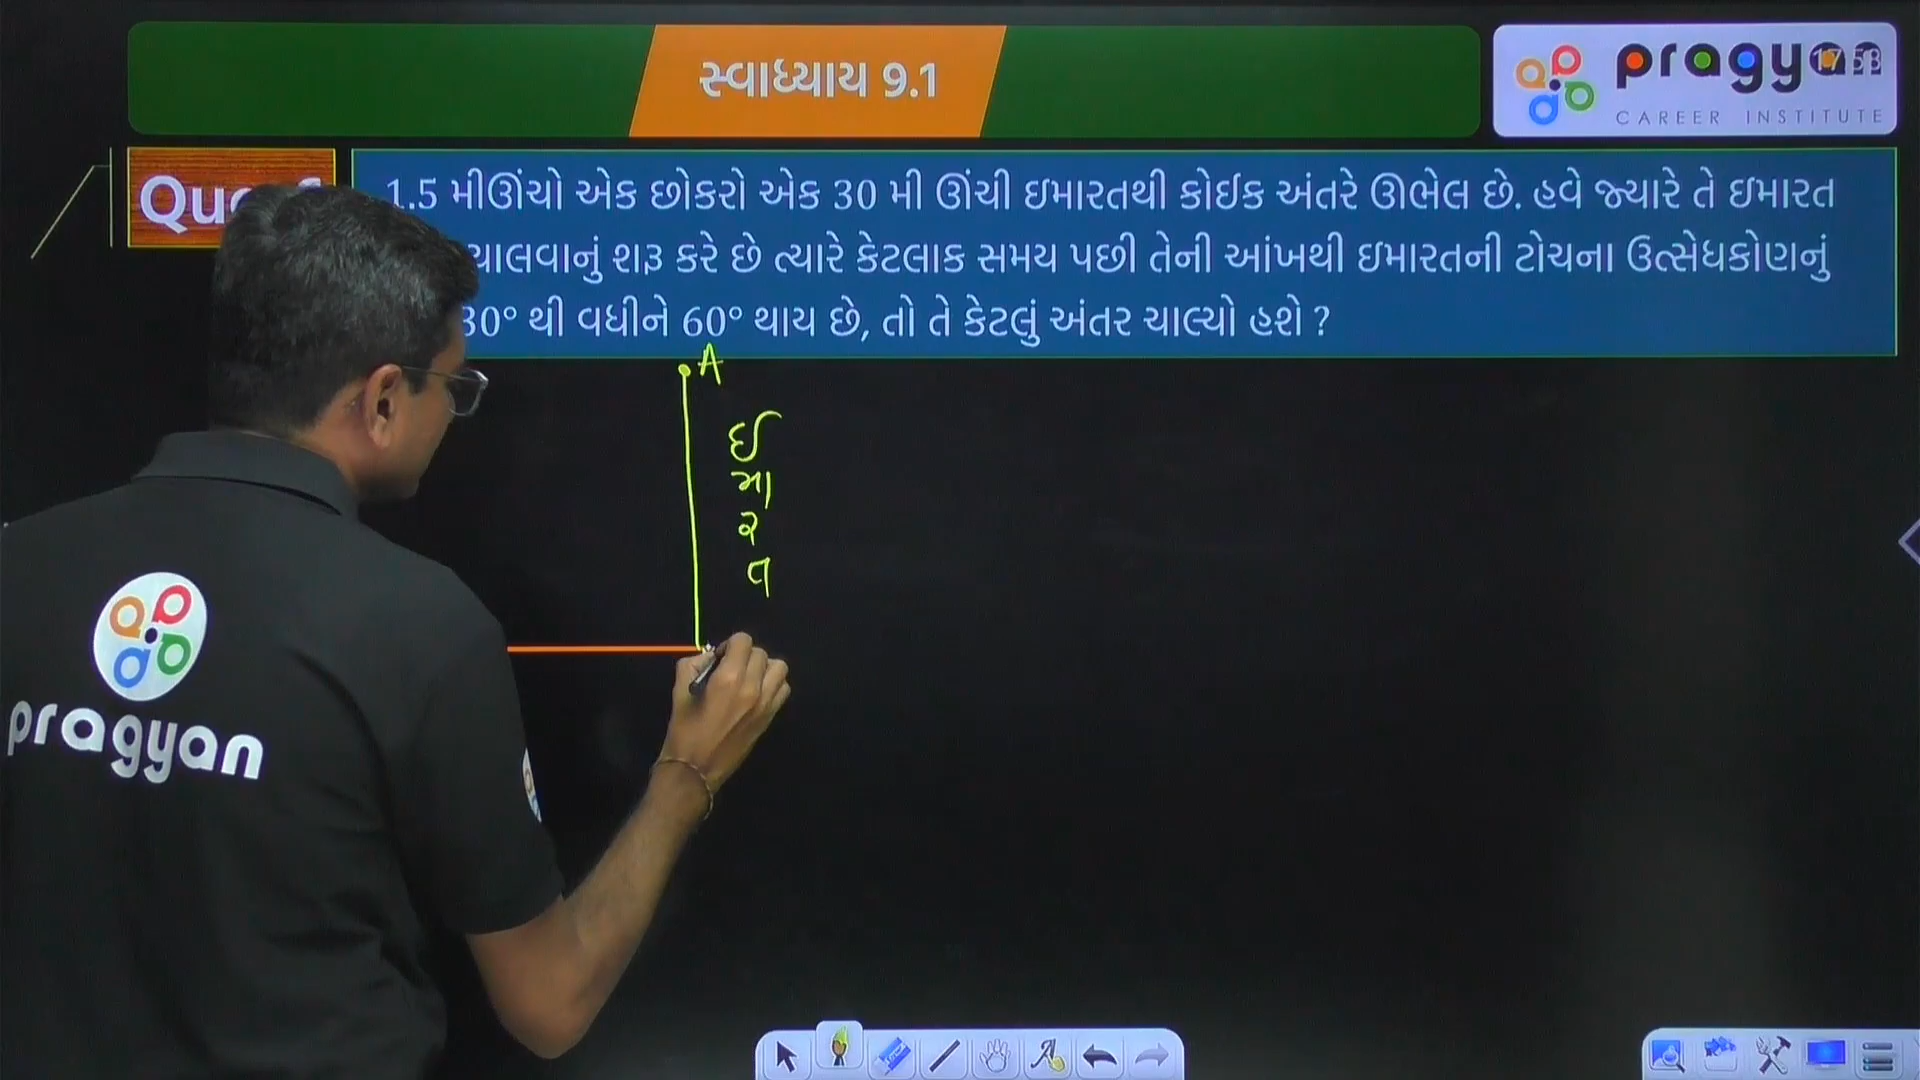 સ્વાધ્યાય 9.1
pragyan
17:53
CAREER INSTITUTE
1.5 મીઊંચો એક છોકરો એક 30 મી ઊંચી ઇમારતથી કોઈક અંતરે ઊભેલ છે. હવે જ્યારે તે ઇમારત
ચાલવાનું શરૂ કરે છે ત્યારે કેટલાક સમય પછી તેની આંખથી ઇમારતની ટોચના ઉત્સેધકોણનું
30° થી વધીને 60° થાય છે, તો તે કેટલું અંતર ચાલ્યો હશે ?
A
ઈ
મા
ર
ત
pragyan